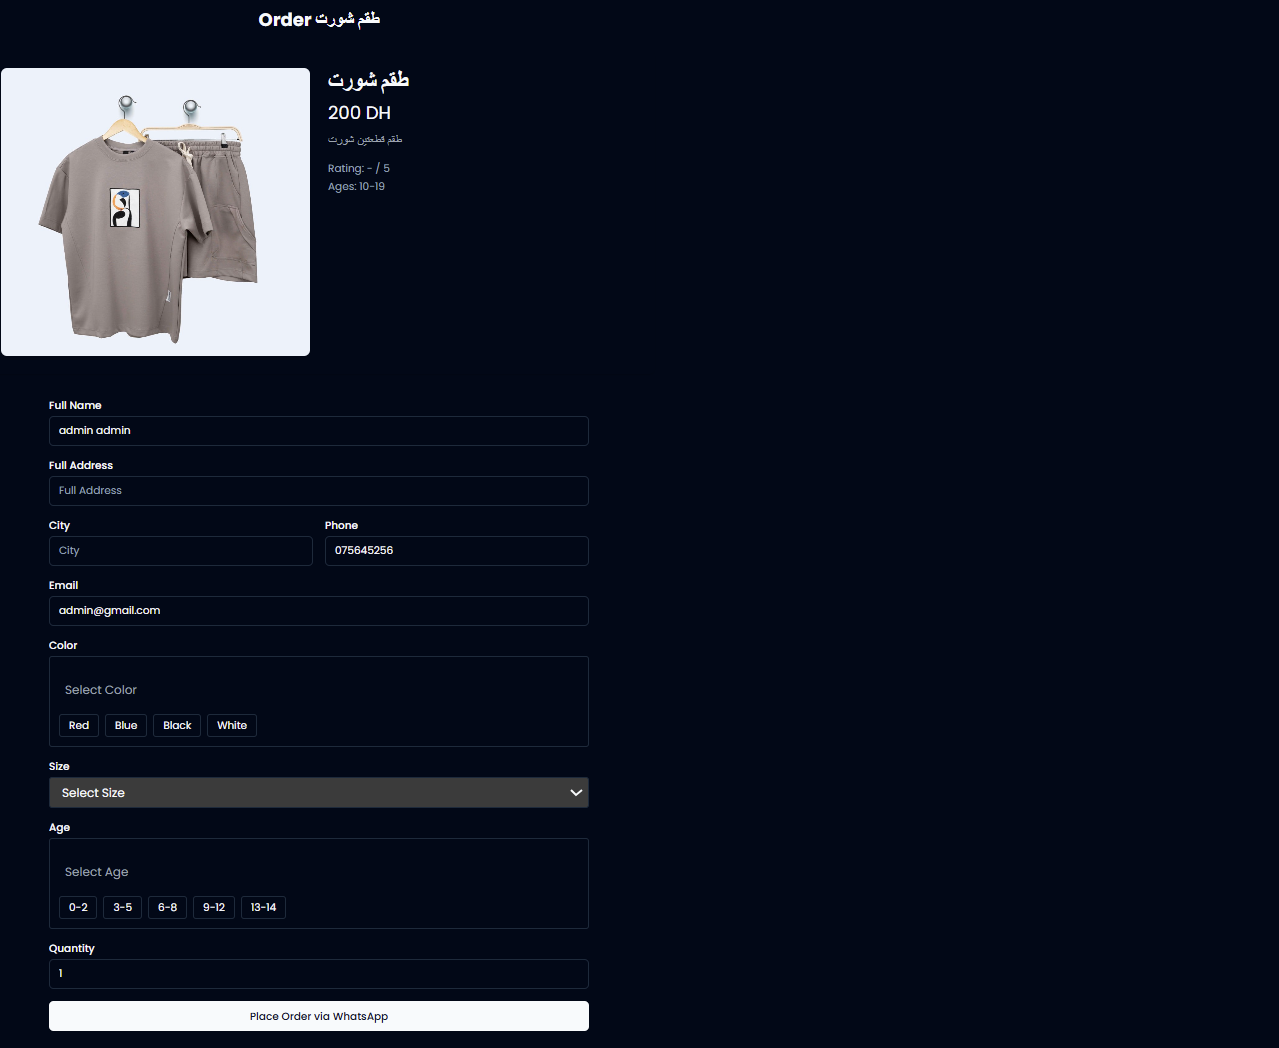 Order طقم شورت
طقم شورت
200 DH
طقم قطعتين شورت
Rating: - / 5
Ages: 10-19
Full Name
admin admin
Full Address
Full Address
City
Phone
City
075645256
Email
admin@gmail.com
Color
Select Color
Red Blue Black White
Size
Select Size
Age
Select Age
0-2 3-5 6-8 9-12 13-14
Quantity
1
Place Order via WhatsApp